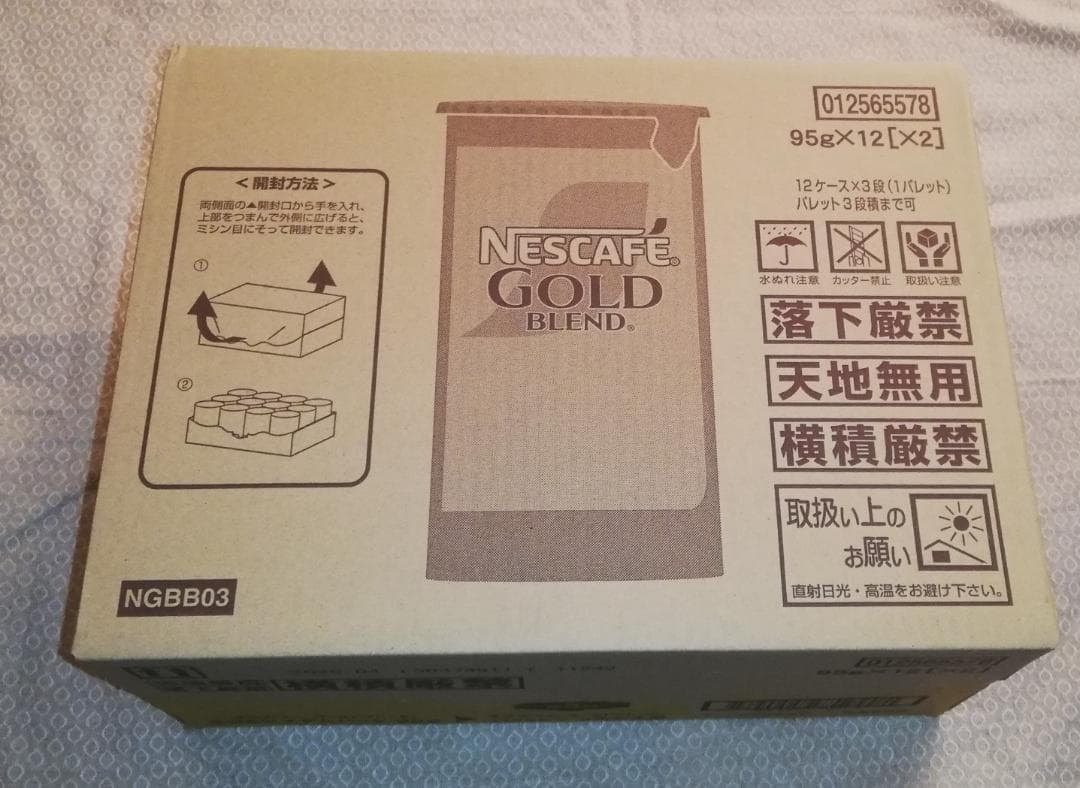 012565578
95g×12[×2]
12ケース×3段(1パレット)
パレット3段積まで可
水ぬれ注意 カッター禁止 取扱い注意
落下厳禁
天地無用
横積厳禁
取扱い上の
お願い
直射日光・高温をお避け下さい。
<開封方法>
両側面の▲開封口から手を入れ、
上部をつまんで外側に広げると、
ミシン目にそって開封できます。
①
②
NESCAFÉ®
GOLD
BLEND®
NGBB03
012565578
横積厳禁